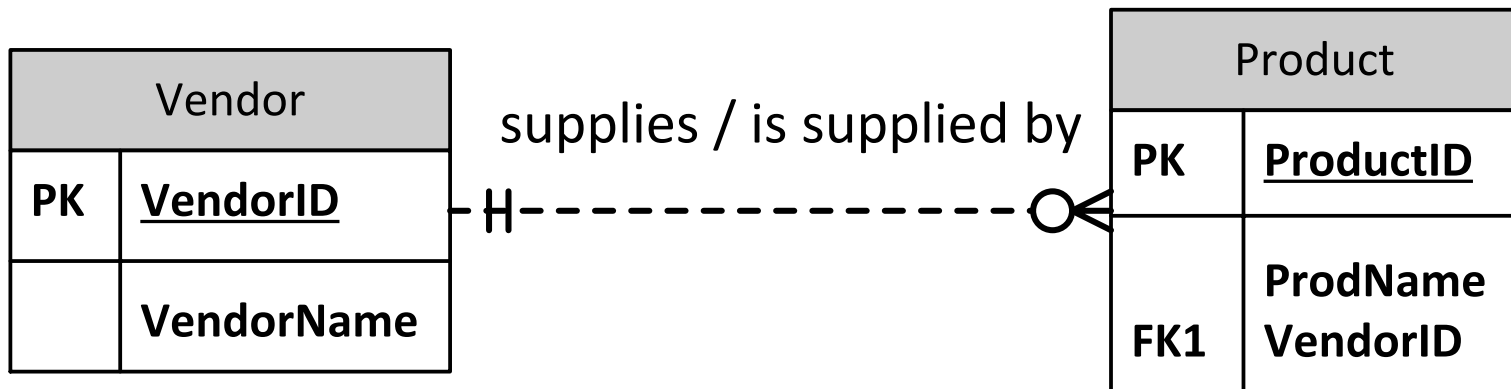 Vendor
PK VendorID
VendorName
supplies / is supplied by
Product
PK ProductID
ProdName
FK1 VendorID